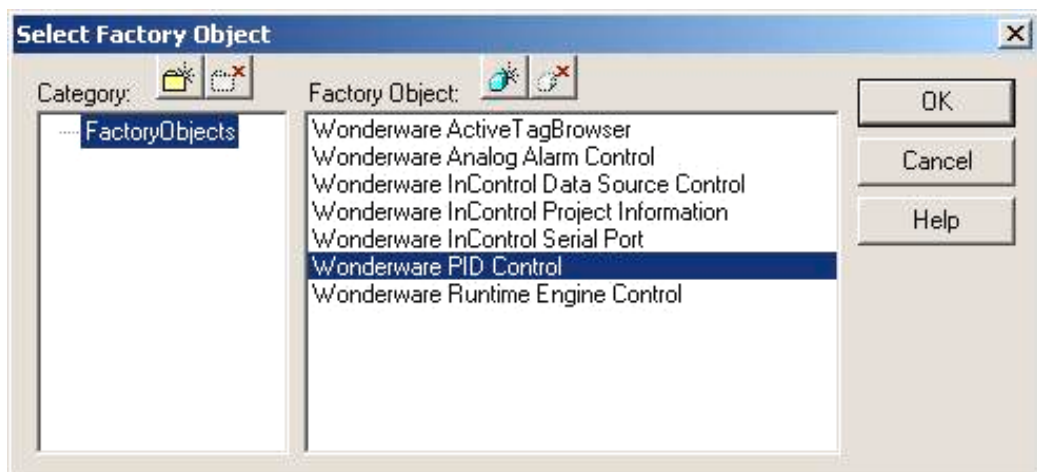 Select Factory Object
Category:
Factory Object:
FactoryObjects
Wonderware ActiveTagBrowser
Wonderware Analog Alarm Control
Wonderware InControl Data Source Control
Wonderware InControl Project Information
Wonderware InControl Serial Port
Wonderware PID Control
Wonderware Runtime Engine Control
OK
Cancel
Help